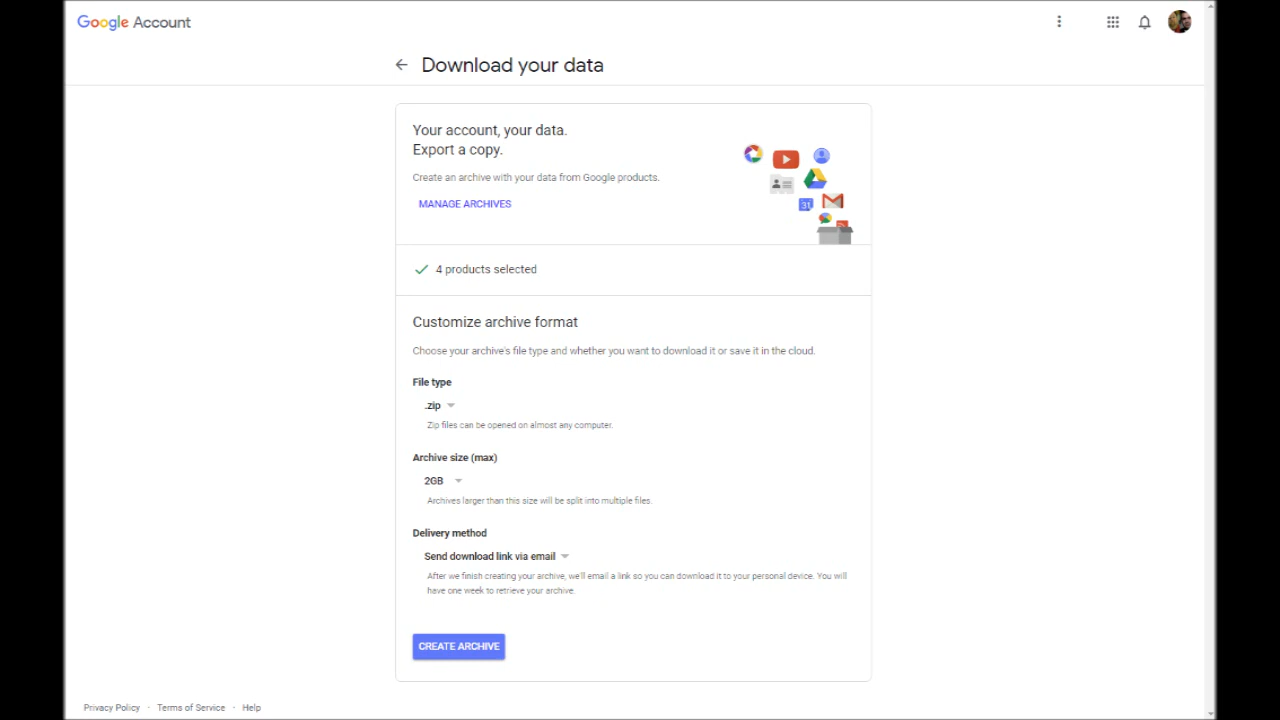 Google Account
Download your data
Your account, your data.
Export a copy.
Create an archive with your data from Google products.
MANAGE ARCHIVES
31
4 products selected
Customize archive format
Choose your archive's file type and whether you want to download it or save it in the cloud.
File type
.zip
Zip files can be opened on almost any computer.
Archive size (max)
2GB
Archives larger than this size will be split into multiple files.
Delivery method
Send download link via email
After we finish creating your archive, we'll email a link so you can download it to your personal device. You will
have one week to retrieve your archive.
CREATE ARCHIVE
Privacy Policy · Terms of Service · Help